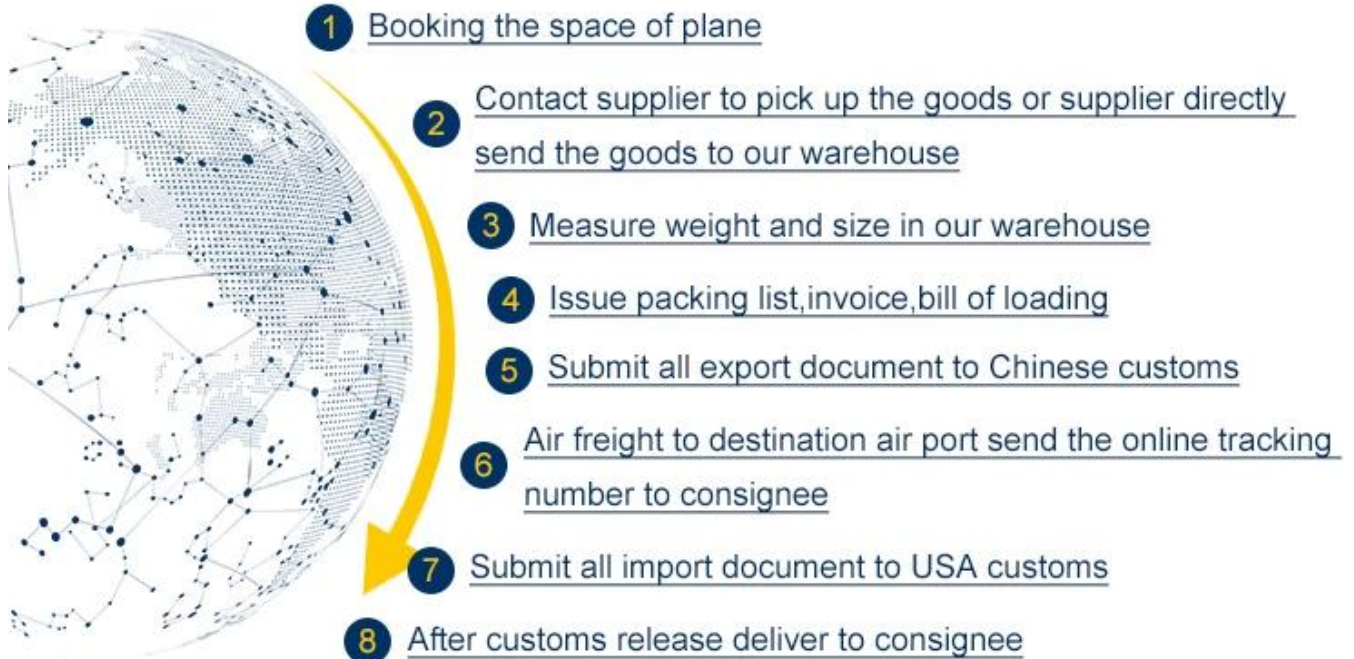 1 Booking the space of plane
2 Contact supplier to pick up the goods or supplier directly
send the goods to our warehouse
3 Measure weight and size in our warehouse
4 Issue packing list,invoice,bill of loading
5 Submit all export document to Chinese customs
6 Air freight to destination air port send the online tracking
number to consignee
7 Submit all import document to USA customs
8 After customs release deliver to consignee